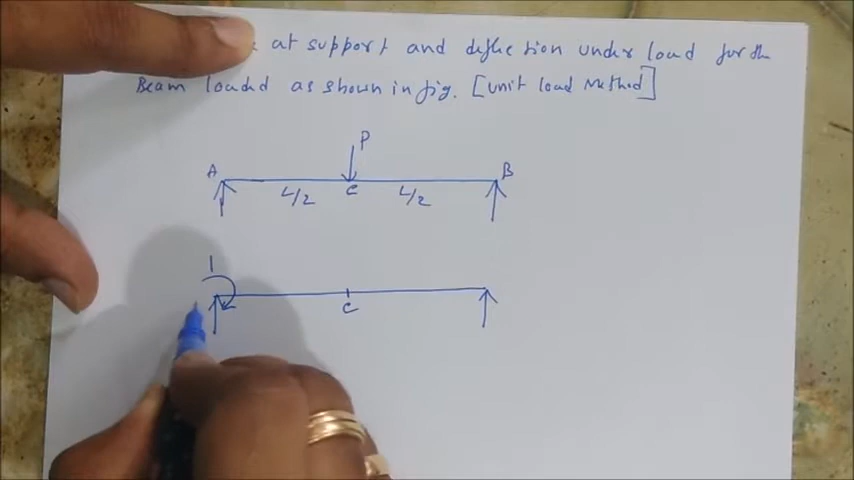 at support and deflection under load for the
Beam loaded as shown in fig. [unit load Method]
P
A B
L/2 C L/2
1
C